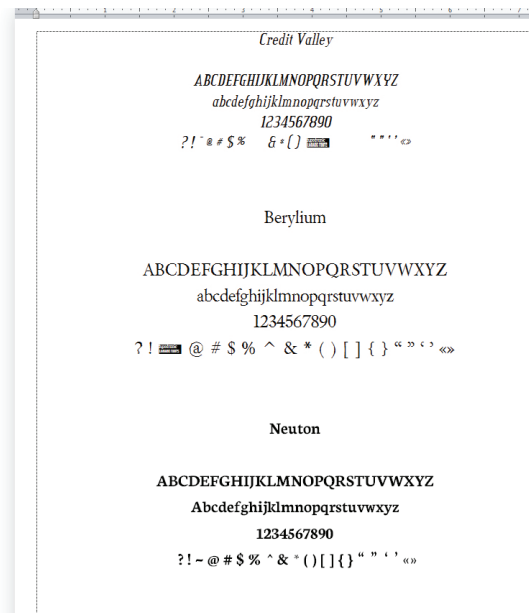 Credit Valley
ABCDEFGHIJKLMNOPQRSTUVWXYZ
abcdefghijklmnopqrstuvwxyz
1234567890
?!~@#$% &*()  “”‘’«»
Berylium
ABCDEFGHIJKLMNOPQRSTUVWXYZ
abcdefghijklmnopqrstuvwxyz
1234567890
? ! @ # $ % ^ & * ( ) [ ] { } “ ” ‘ ’ «»
Neuton
ABCDEFGHIJKLMNOPQRSTUVWXYZ
Abcdefghijklmnopqrstuvwxyz
1234567890
?!~@#$%^&*()[]{}“”‘’«»